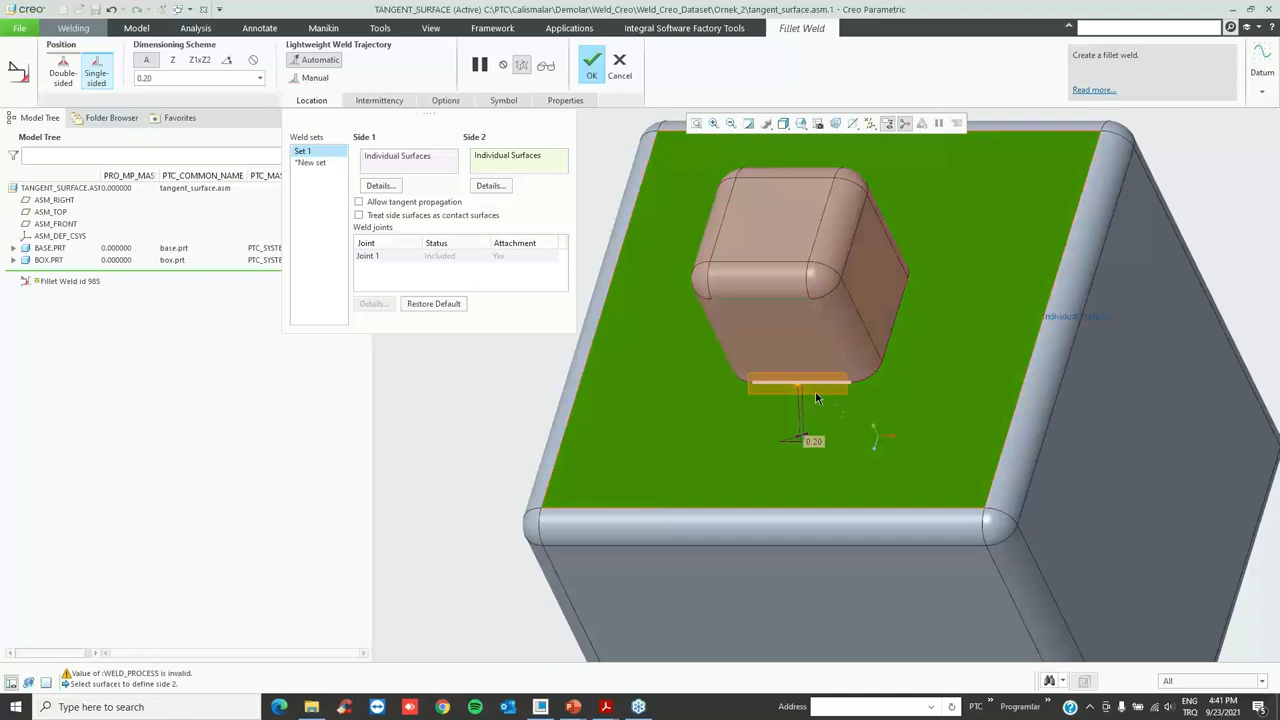 creo
TANGENT_SURFACE (Active) C:\PTC\Calismalar\Demolar\Weld_Creo\Weld_Creo_Dataset\Ornek_2\tangent_surface.asm.1 - Creo Parametric
File Welding Model Analysis Annotate Manikin Tools View Framework Applications Integral Software Factory Tools Fillet Weld
Position Dimensioning Scheme Lightweight Weld Trajectory
Double-sided Single-sided
A Z Z1xZ2
0.20
Automatic
Manual
OK Cancel
Create a fillet weld.
Read more...
Datum
Location Intermittency Options Symbol Properties
Model Tree Folder Browser Favorites
Weld sets Side 1 Side 2
Set 1
*New set
Individual Surfaces Individual Surfaces
Details... Details...
Allow tangent propagation
Treat side surfaces as contact surfaces
Weld joints
Joint Status Attachment
Joint 1 Included Yes
Details... Restore Default
PRO_MP_MAS PTC_COMMON_NAME PTC_MAS
TANGENT_SURFACE.ASM 0.000000 tangent_surface.asm
ASM_RIGHT
ASM_TOP
ASM_FRONT
ASM_DEF_CSYS
BASE.PRT 0.000000 base.prt PTC_SYSTE
BOX.PRT 0.000000 box.prt PTC_SYSTE
Fillet Weld id 985
0.20
Value of :WELD_PROCESS is invalid.
Select surfaces to define side 2.
All
Type here to search
Address
PTC
Programlar
ENG
TRQ
4:41 PM
9/23/2021